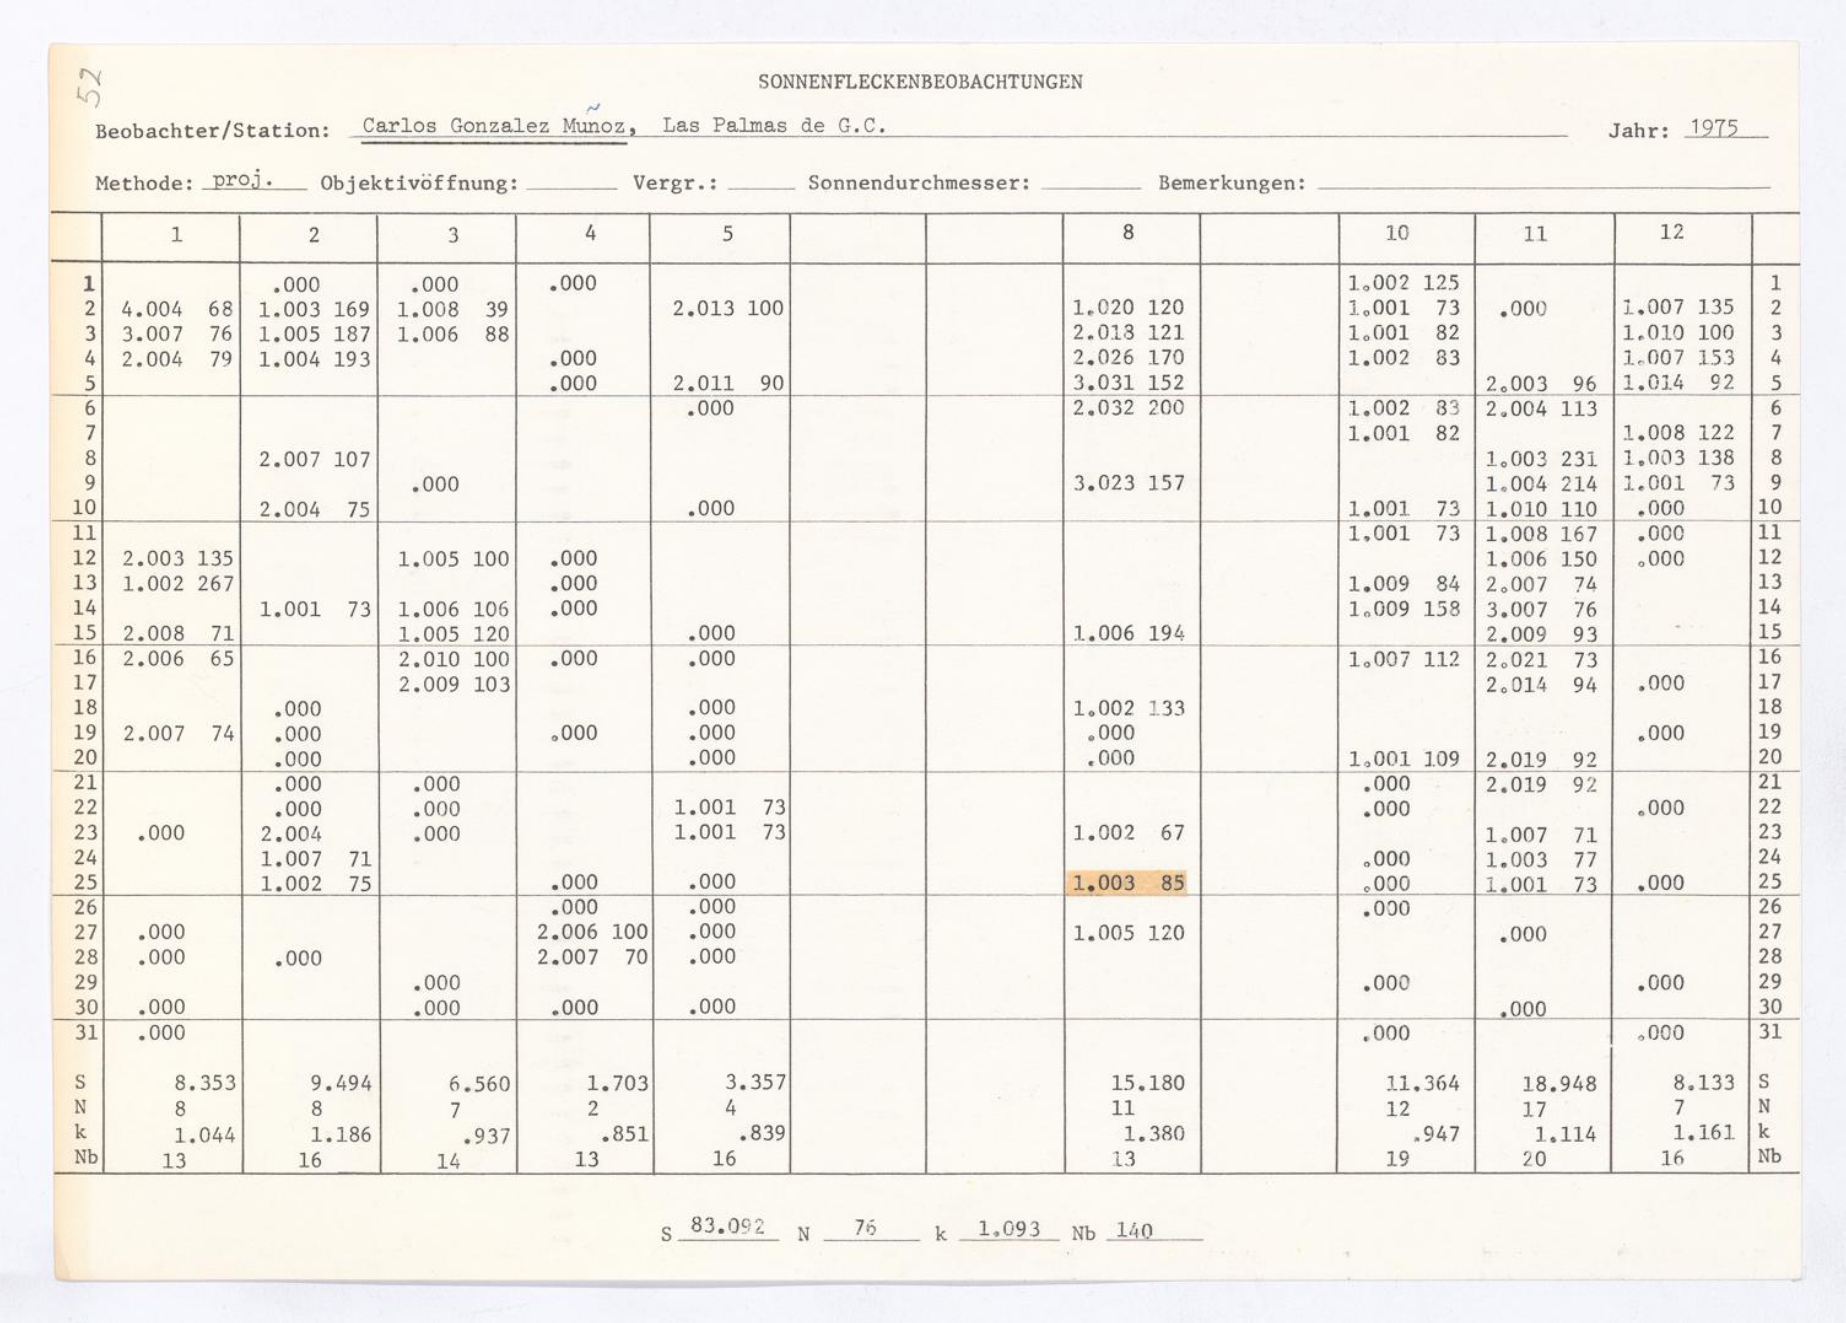 52
SONNENFLECKENBEOBACHTUNGEN
Beobachter/Station: Carlos Gonzalez Muñoz, Las Palmas de G.C. Jahr: 1975
Methode: proj. Objektivöffnung: Vergr.: Sonnendurchmesser: Bemerkungen:
1 2 3 4 5 8 10 11 12
1 .000 .000 .000 1.002 125 1
2 4.004 68 1.003 169 1.008 39 2.013 100 1.020 120 1.001 73 .000 1.007 135 2
3 3.007 76 1.005 187 1.006 88 2.013 121 1.001 82 1.010 100 3
4 2.004 79 1.004 193 .000 2.026 170 1.002 83 1.007 153 4
5 .000 2.011 90 3.031 152 2.003 96 1.014 92 5
6 .000 2.032 200 1.002 83 2.004 113 6
7 1.001 82 1.008 122 7
8 2.007 107 1.003 231 1.003 138 8
9 .000 3.023 157 1.004 214 1.001 73 9
10 2.004 75 .000 1.001 73 1.010 110 .000 10
11 1.001 73 1.008 167 .000 11
12 2.003 135 1.005 100 .000 1.006 150 .000 12
13 1.002 267 .000 1.009 84 2.007 74 13
14 1.001 73 1.006 106 .000 1.009 158 3.007 76 14
15 2.008 71 1.005 120 .000 1.006 194 2.009 93 15
16 2.006 65 2.010 100 .000 .000 1.007 112 2.021 73 16
17 2.009 103 2.014 94 .000 17
18 .000 .000 1.002 133 18
19 2.007 74 .000 .000 .000 .000 .000 19
20 .000 .000 .000 1.001 109 2.019 92 20
21 .000 .000 .000 2.019 92 21
22 .000 .000 1.001 73 .000 .000 22
23 .000 2.004 .000 1.001 73 1.002 67 1.007 71 23
24 1.007 71 .000 1.003 77 24
25 1.002 75 .000 .000 1.003 85 .000 1.001 73 .000 25
26 .000 .000 .000 26
27 .000 2.006 100 .000 1.005 120 .000 27
28 .000 .000 2.007 70 .000 28
29 .000 .000 .000 29
30 .000 .000 .000 .000 .000 30
31 .000 .000 .000 31
S 8.353 9.494 6.560 1.703 3.357 15.180 11.364 18.948 8.133 S
N 8 8 7 2 4 11 12 17 7 N
k 1.044 1.186 .937 .851 .839 1.380 .947 1.114 1.161 k
Nb 13 16 14 13 16 13 19 20 16 Nb
S 83.092 N 76 k 1.093 Nb 140